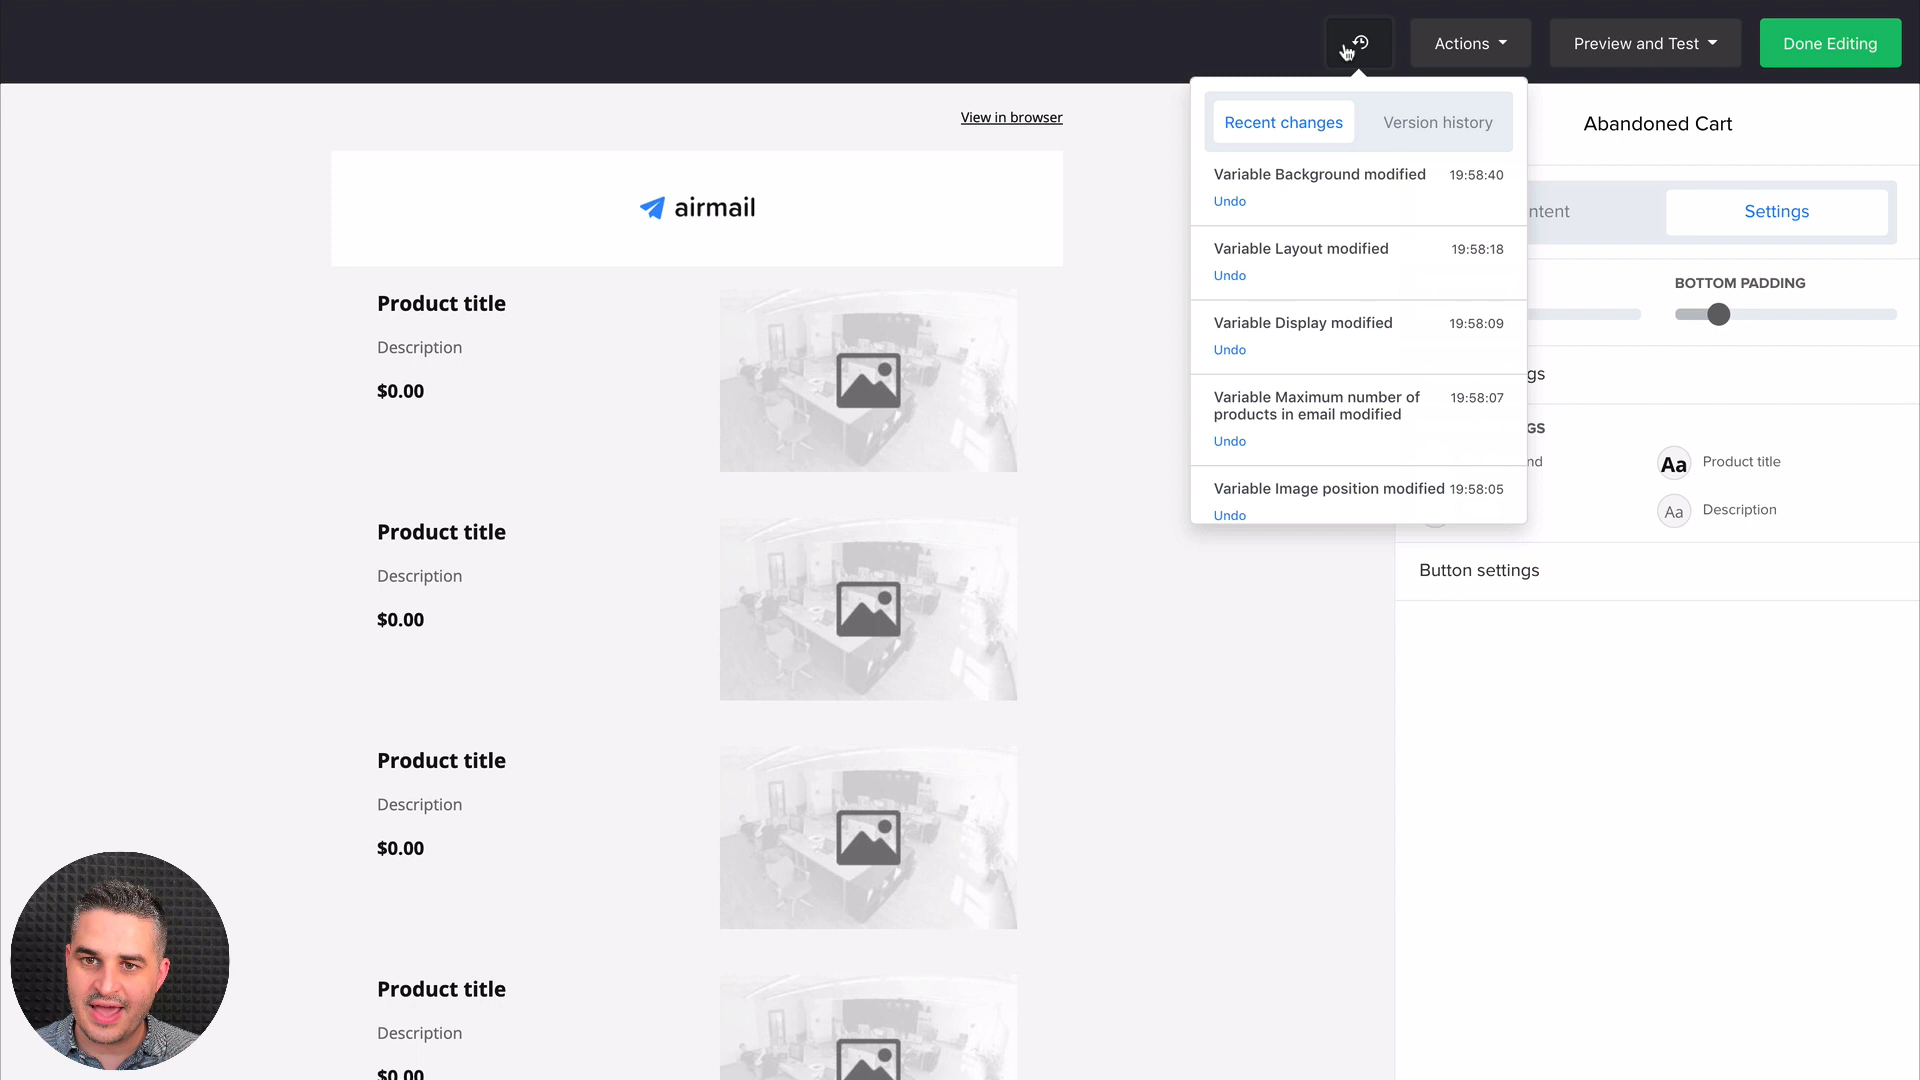 Actions
Preview and Test
Done Editing
View in browser
Recent changes
Version history
Abandoned Cart
Variable Background modified 19:58:40
Undo
airmail
ntent
Settings
Variable Layout modified 19:58:18
Undo
BOTTOM PADDING
Product title
Description
$0.00
Variable Display modified 19:58:09
Undo
gs
Variable Maximum number of 19:58:07
products in email modified
Undo
GS
nd
Aa Product title
Variable Image position modified 19:58:05
Undo
Aa Description
Product title
Description
$0.00
Button settings
Product title
Description
$0.00
Product title
Description
$0.00